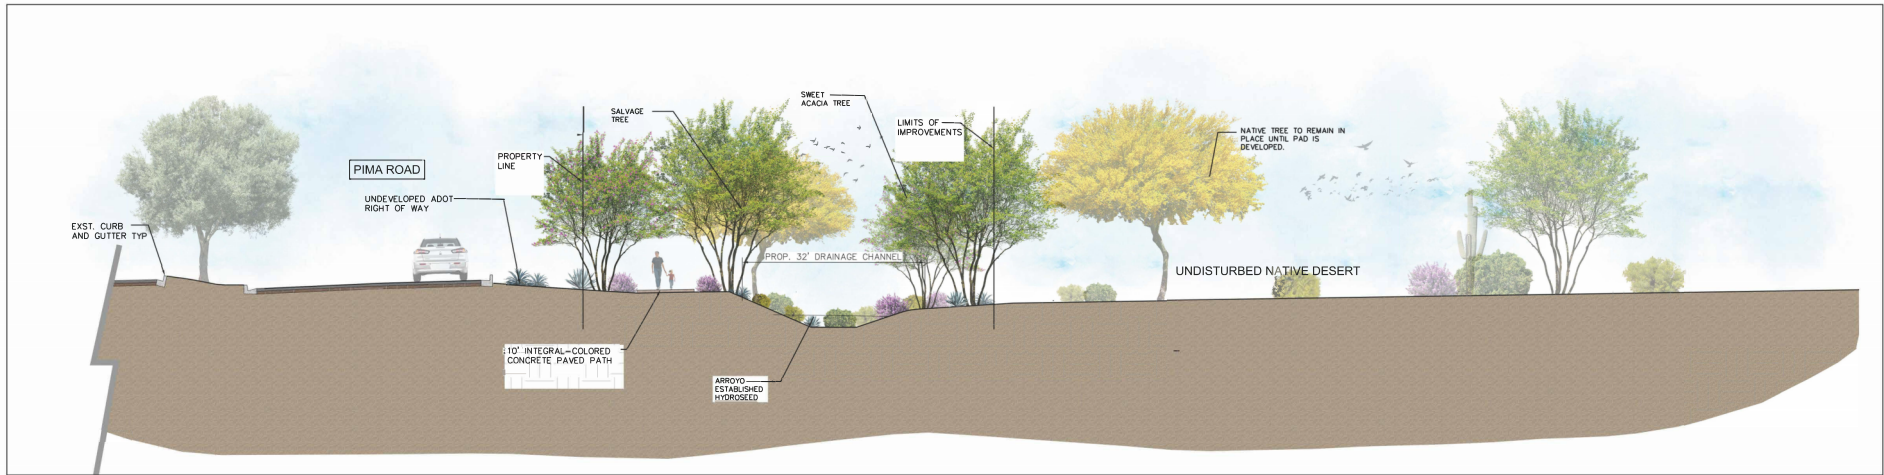 SWEET
ACACIA TREE
SALVAGE
TREE
LIMITS OF
IMPROVEMENTS
NATIVE TREE TO REMAIN IN
PLACE UNTIL PAD IS
DEVELOPED.
PROPERTY
LINE
PIMA ROAD
UNDEVELOPED ADOT
RIGHT OF WAY
EXST. CURB
AND GUTTER TYP
PROP. 32' DRAINAGE CHANNEL
UNDISTURBED NATIVE DESERT
10' INTEGRAL-COLORED
CONCRETE PAVED PATH
ARROYO
ESTABLISHED
HYDROSEED